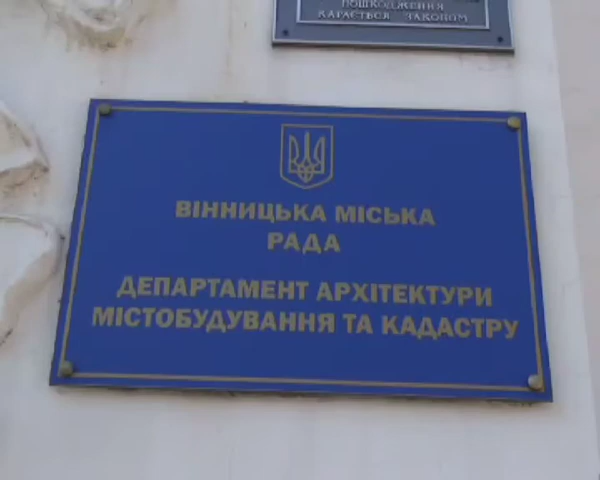 ПОШКОДЖЕННЯ
КАРАЄТЬСЯ ЗАКОНОМ
ВІННИЦЬКА МІСЬКА
РАДА
ДЕПАРТАМЕНТ АРХІТЕКТУРИ
МІСТОБУДУВАННЯ ТА КАДАСТРУ